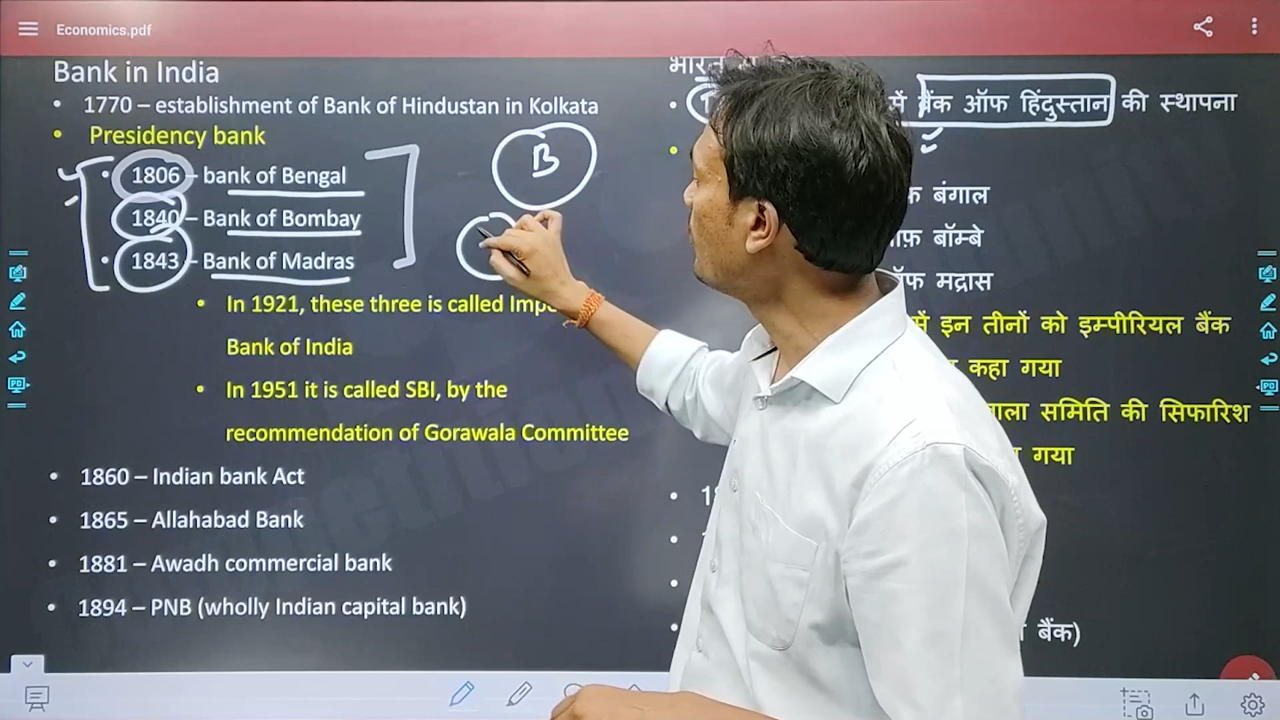 Economics.pdf
Bank in India
• 1770 – establishment of Bank of Hindustan in Kolkata
• Presidency bank
• 1806 – bank of Bengal
1840 – Bank of Bombay
• 1843 – Bank of Madras
B
• In 1921, these three is called
Bank of India
• In 1951 it is called SBI, by the
recommendation of Gorawala Committee
• 1860 – Indian bank Act
• 1865 – Allahabad Bank
• 1881 – Awadh commercial bank
• 1894 – PNB (wholly Indian capital bank)
में बैंक ऑफ हिंदुस्तान की स्थापना
बंगाल
बॉम्बे
मद्रास
में इन तीनों को इम्पीरियल बैंक
कहा गया
समिति की सिफारिश
गया
बैंक)